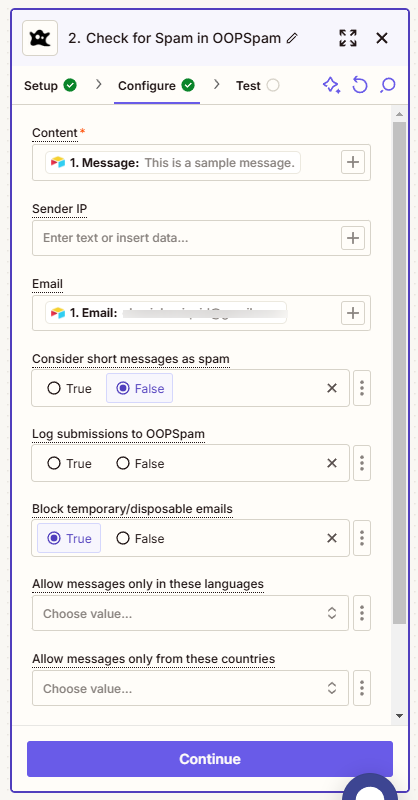 2. Check for Spam in OOPSpam
Setup Configure Test
Content *
1. Message: This is a sample message.
Sender IP
Enter text or insert data...
Email
1. Email:
Consider short messages as spam
True False
Log submissions to OOPSpam
True False
Block temporary/disposable emails
True False
Allow messages only in these languages
Choose value...
Allow messages only from these countries
Choose value...
Continue